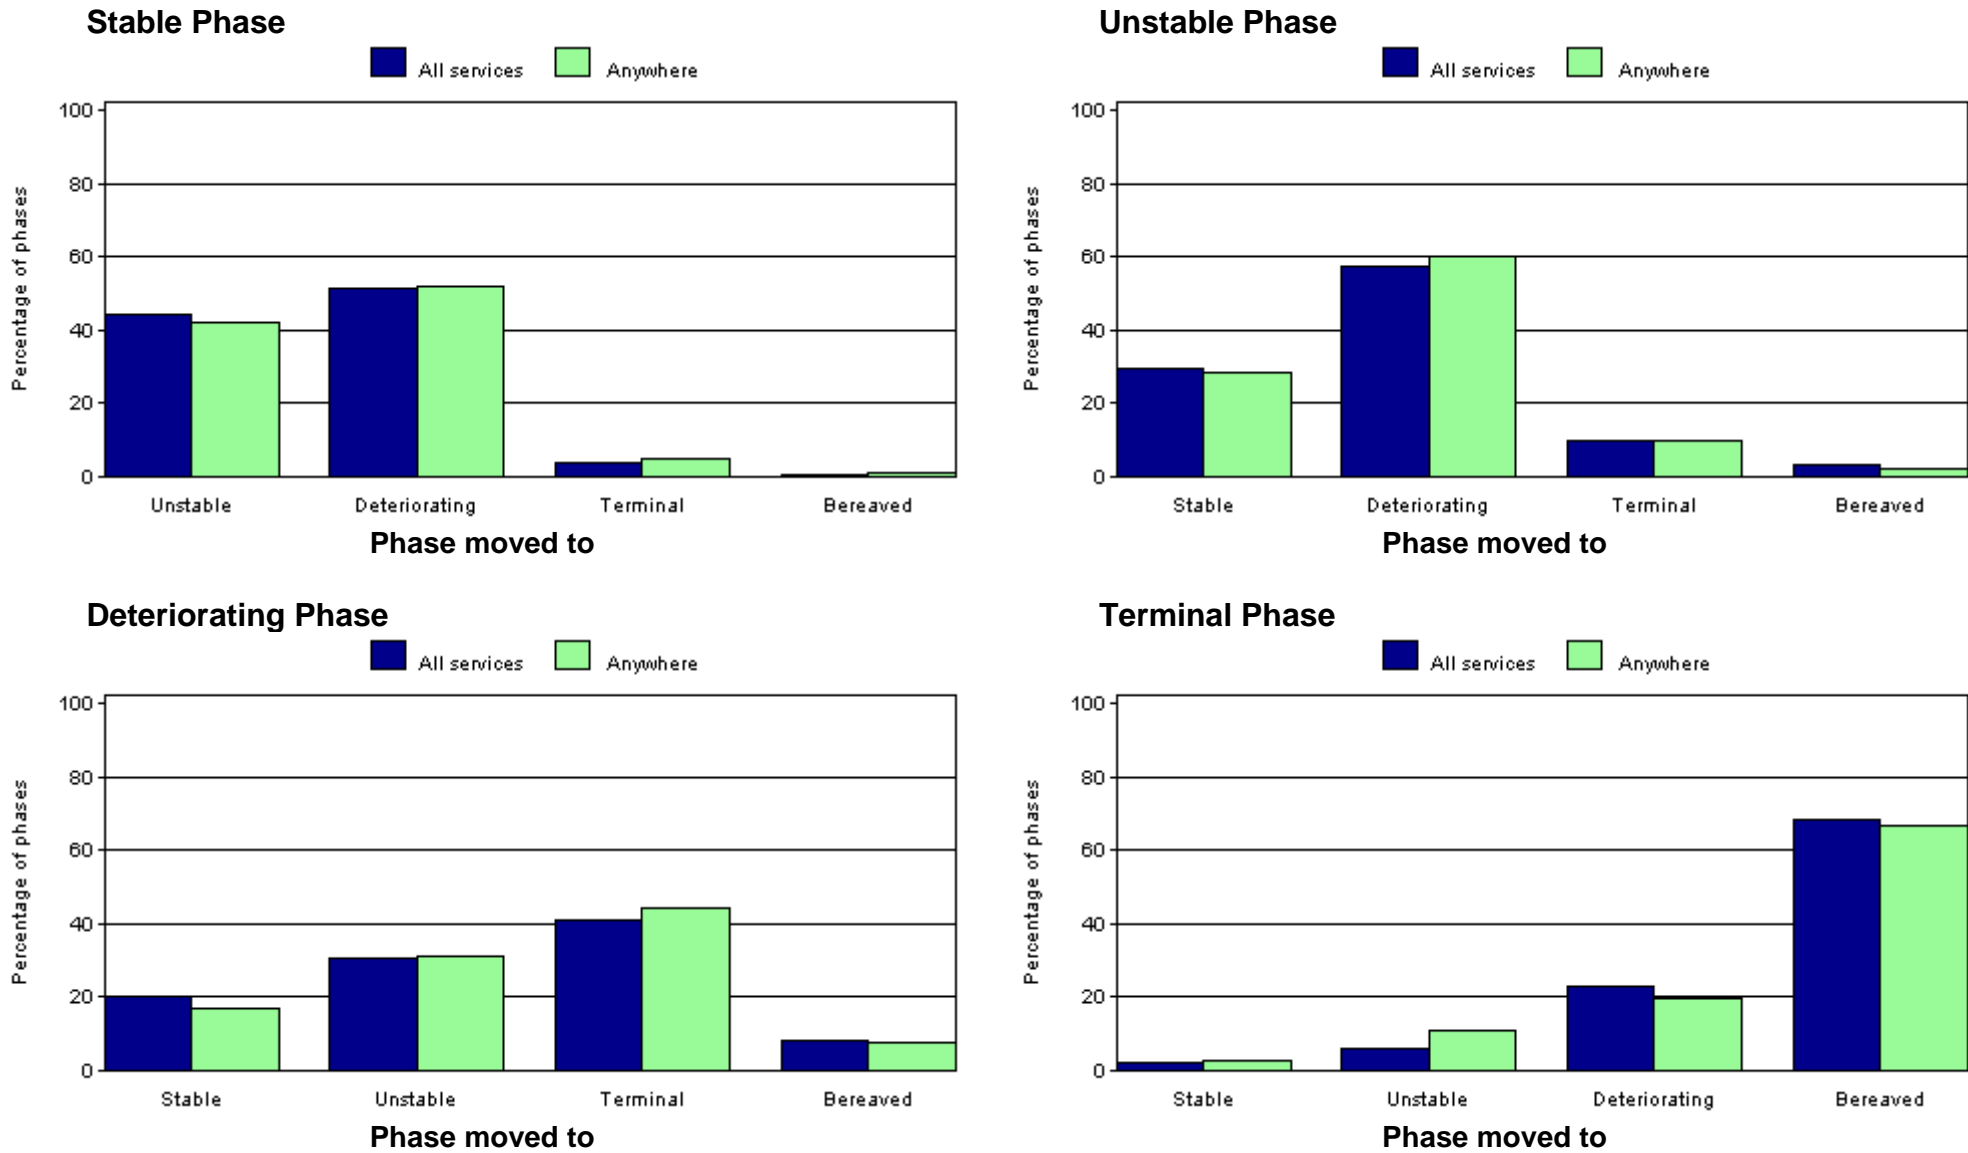 Stable Phase
All services Anywhere
Percentage of phases
100
80
60
40
20
0
Unstable Deteriorating Terminal Bereaved
Phase moved to
Unstable Phase
All services Anywhere
Percentage of phases
100
80
60
40
20
0
Stable Deteriorating Terminal Bereaved
Phase moved to
Deteriorating Phase
All services Anywhere
Percentage of phases
100
80
60
40
20
0
Stable Unstable Terminal Bereaved
Phase moved to
Terminal Phase
All services Anywhere
Percentage of phases
100
80
60
40
20
0
Stable Unstable Deteriorating Bereaved
Phase moved to